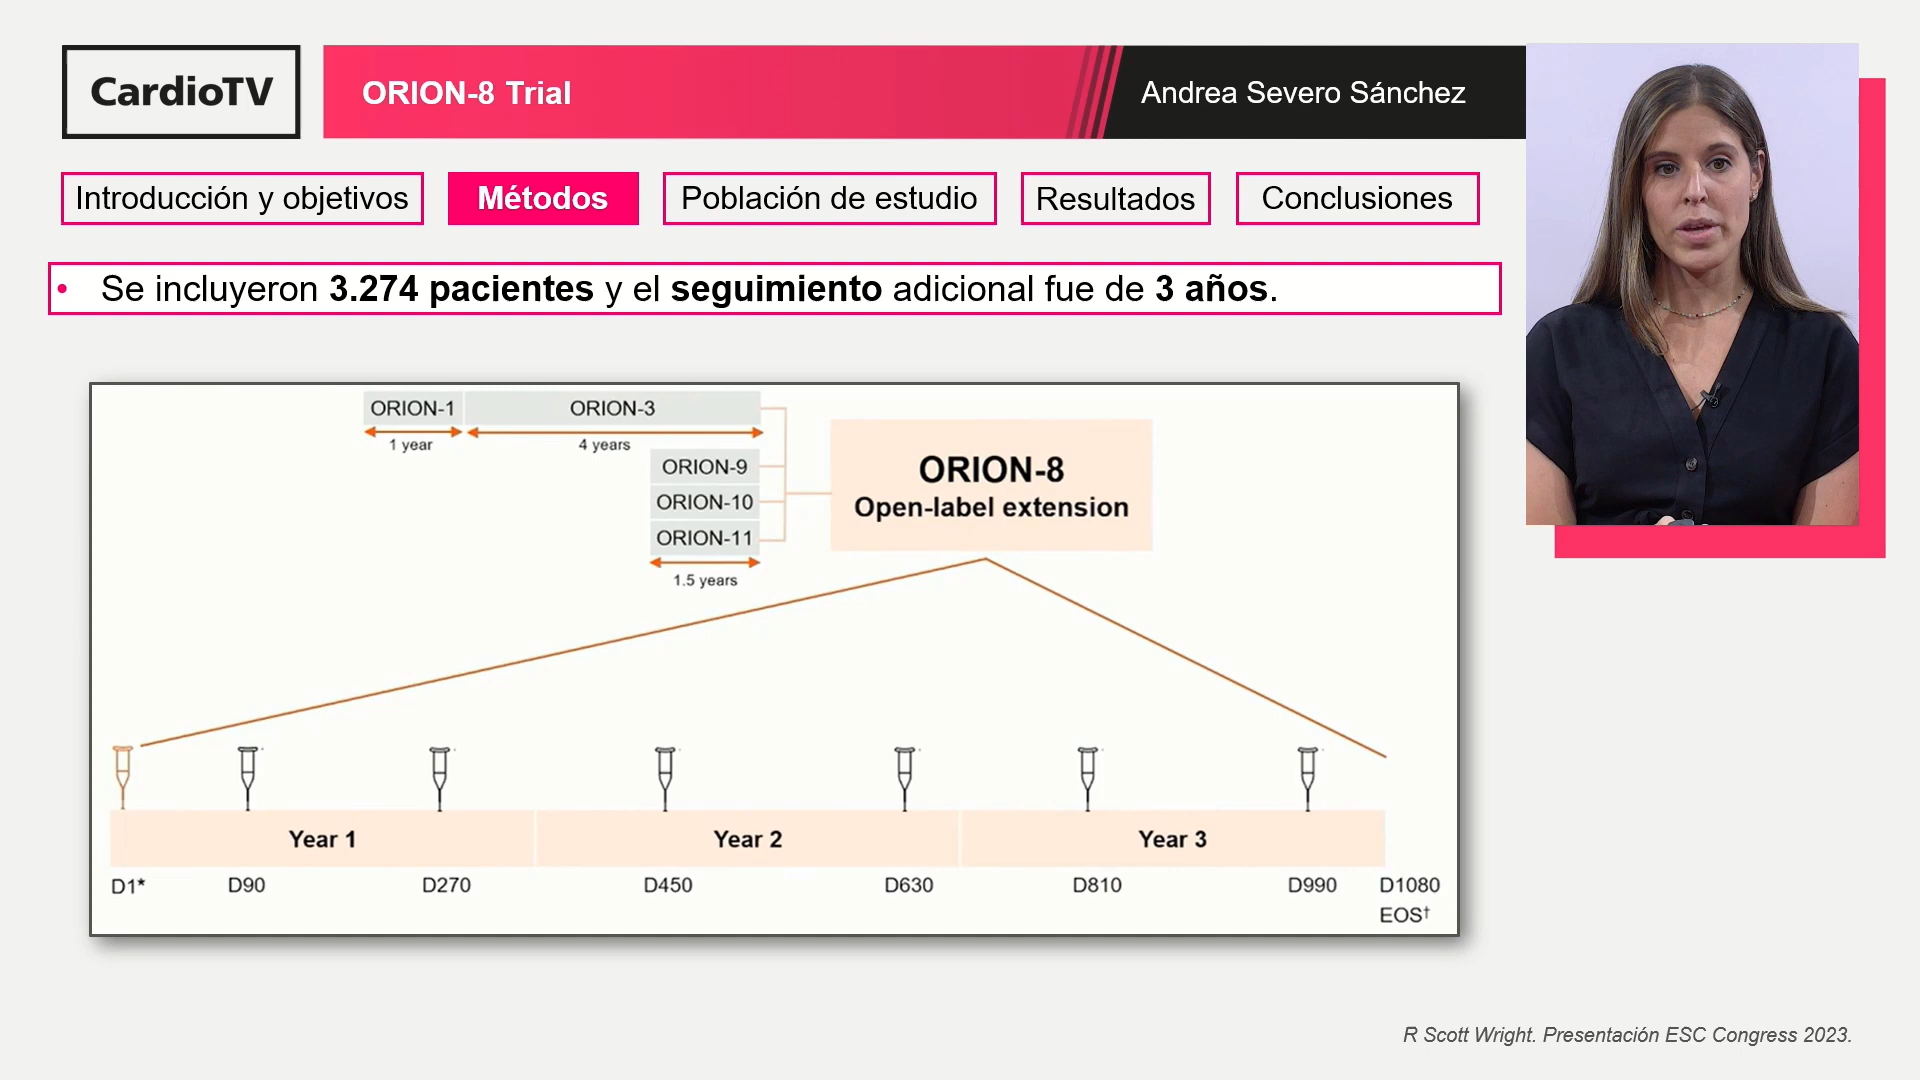 CardioTV
ORION-8 Trial
Andrea Severo Sánchez
Introducción y objetivos
Métodos
Población de estudio
Resultados
Conclusiones
• Se incluyeron 3.274 pacientes y el seguimiento adicional fue de 3 años.
ORION-1
ORION-3
1 year
4 years
ORION-9
ORION-10
ORION-11
1.5 years
ORION-8
Open-label extension
Year 1
Year 2
Year 3
D1*
D90
D270
D450
D630
D810
D990
D1080
EOS†
R Scott Wright. Presentación ESC Congress 2023.